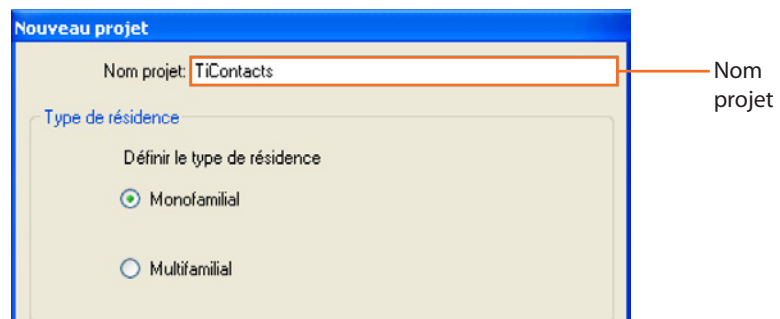 Nouveau projet
Nom projet: TiContacts
Nom
projet
Type de résidence
Définir le type de résidence
Monofamilial
Multifamilial